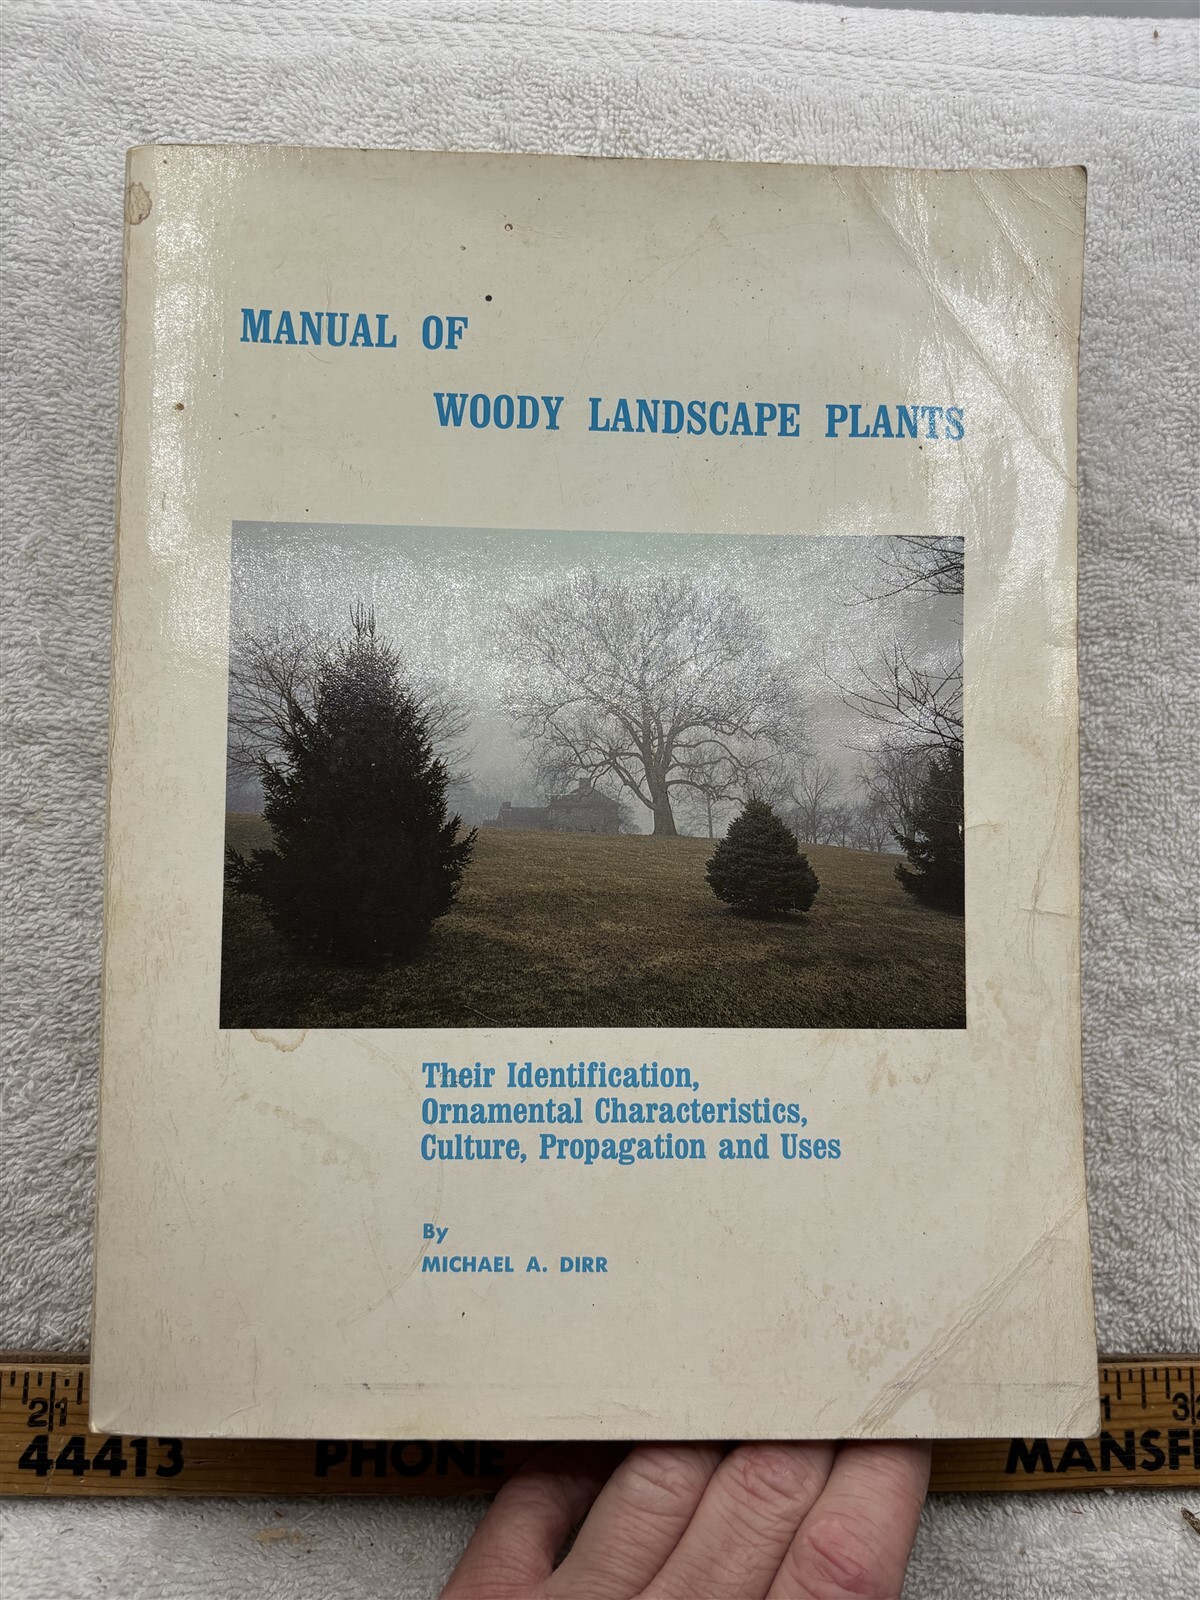 MANUAL OF
WOODY LANDSCAPE PLANTS
Their Identification,
Ornamental Characteristics,
Culture, Propagation and Uses
By
MICHAEL A. DIRR
21
44413 PHONE MANSF